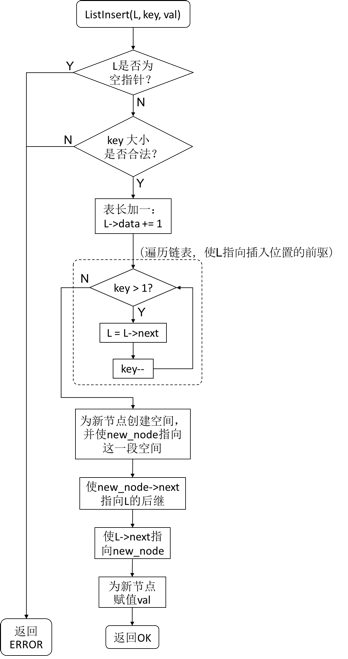 ListInsert(L, key, val)
L是否为
空指针？
Y
N
key 大小
是否合法？
N
Y
表长加一：
L->data += 1
（遍历链表，使L指向插入位置的前驱）
N
key > 1?
Y
L = L->next
key--
为新节点创建空间，
并使new_node指向
这一段空间
使new_node->next
指向L的后继
使L->next指
向new_node
为新节点
赋值val
返回
ERROR
返回OK